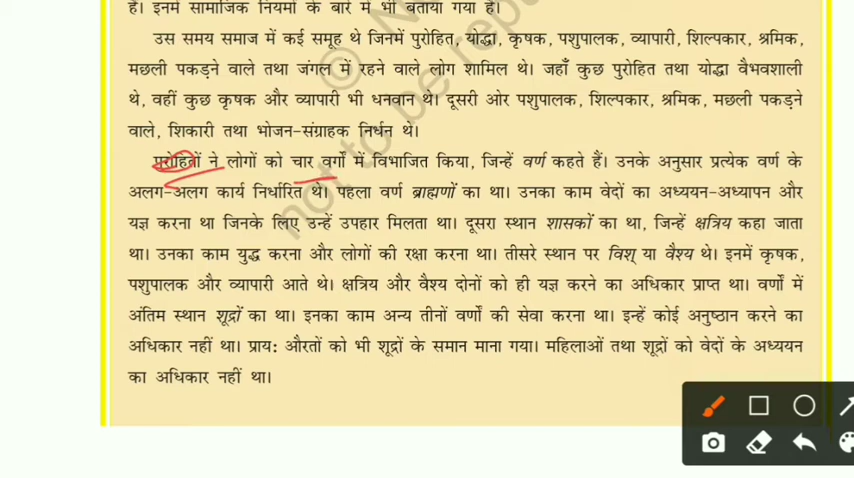 है। इनमें सामाजिक नियमों के बारे में भी बताया गया है।
उस समय समाज में कई समूह थे जिनमें पुरोहित, योद्धा, कृषक, पशुपालक, व्यापारी, शिल्पकार, श्रमिक,
मछली पकड़ने वाले तथा जंगल में रहने वाले लोग शामिल थे। जहाँ कुछ पुरोहित तथा योद्धा वैभवशाली
थे, वहीं कुछ कृषक और व्यापारी भी धनवान थे। दूसरी ओर पशुपालक, शिल्पकार, श्रमिक, मछली पकड़ने
वाले, शिकारी तथा भोजन-संग्राहक निर्धन थे।
पुरोहितों ने लोगों को चार वर्गों में विभाजित किया, जिन्हें वर्ण कहते हैं। उनके अनुसार प्रत्येक वर्ण के
अलग-अलग कार्य निर्धारित थे। पहला वर्ण ब्राह्मणों का था। उनका काम वेदों का अध्ययन-अध्यापन और
यज्ञ करना था जिनके लिए उन्हें उपहार मिलता था। दूसरा स्थान शासकों का था, जिन्हें क्षत्रिय कहा जाता
था। उनका काम युद्ध करना और लोगों की रक्षा करना था। तीसरे स्थान पर विश् या वैश्य थे। इनमें कृषक,
पशुपालक और व्यापारी आते थे। क्षत्रिय और वैश्य दोनों को ही यज्ञ करने का अधिकार प्राप्त था। वर्णों में
अंतिम स्थान शूद्रों का था। इनका काम अन्य तीनों वर्णों की सेवा करना था। इन्हें कोई अनुष्ठान करने का
अधिकार नहीं था। प्राय: औरतों को भी शूद्रों के समान माना गया। महिलाओं तथा शूद्रों को वेदों के अध्ययन
का अधिकार नहीं था।
© N
not to be repu